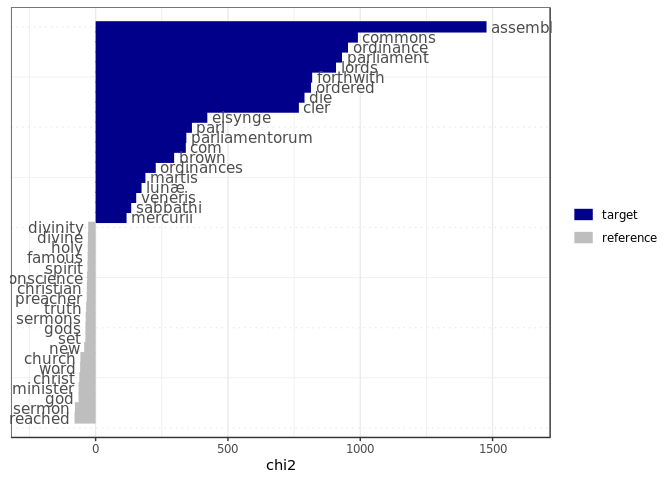 assembl
commons
ordinance
parliament
lords
forthwith
ordered
die
cler
elsynge
parl
parliamentorum
com
brown
ordinances
martis
lunæ
veneris
sabbathi
mercurii
divinity
divine
holy
famous
spirit
onscience
christian
preacher
truth
sermons
gods
set
new
church
word
christ
minister
god
sermon
reached
0
500
1000
1500
chi2
target
reference